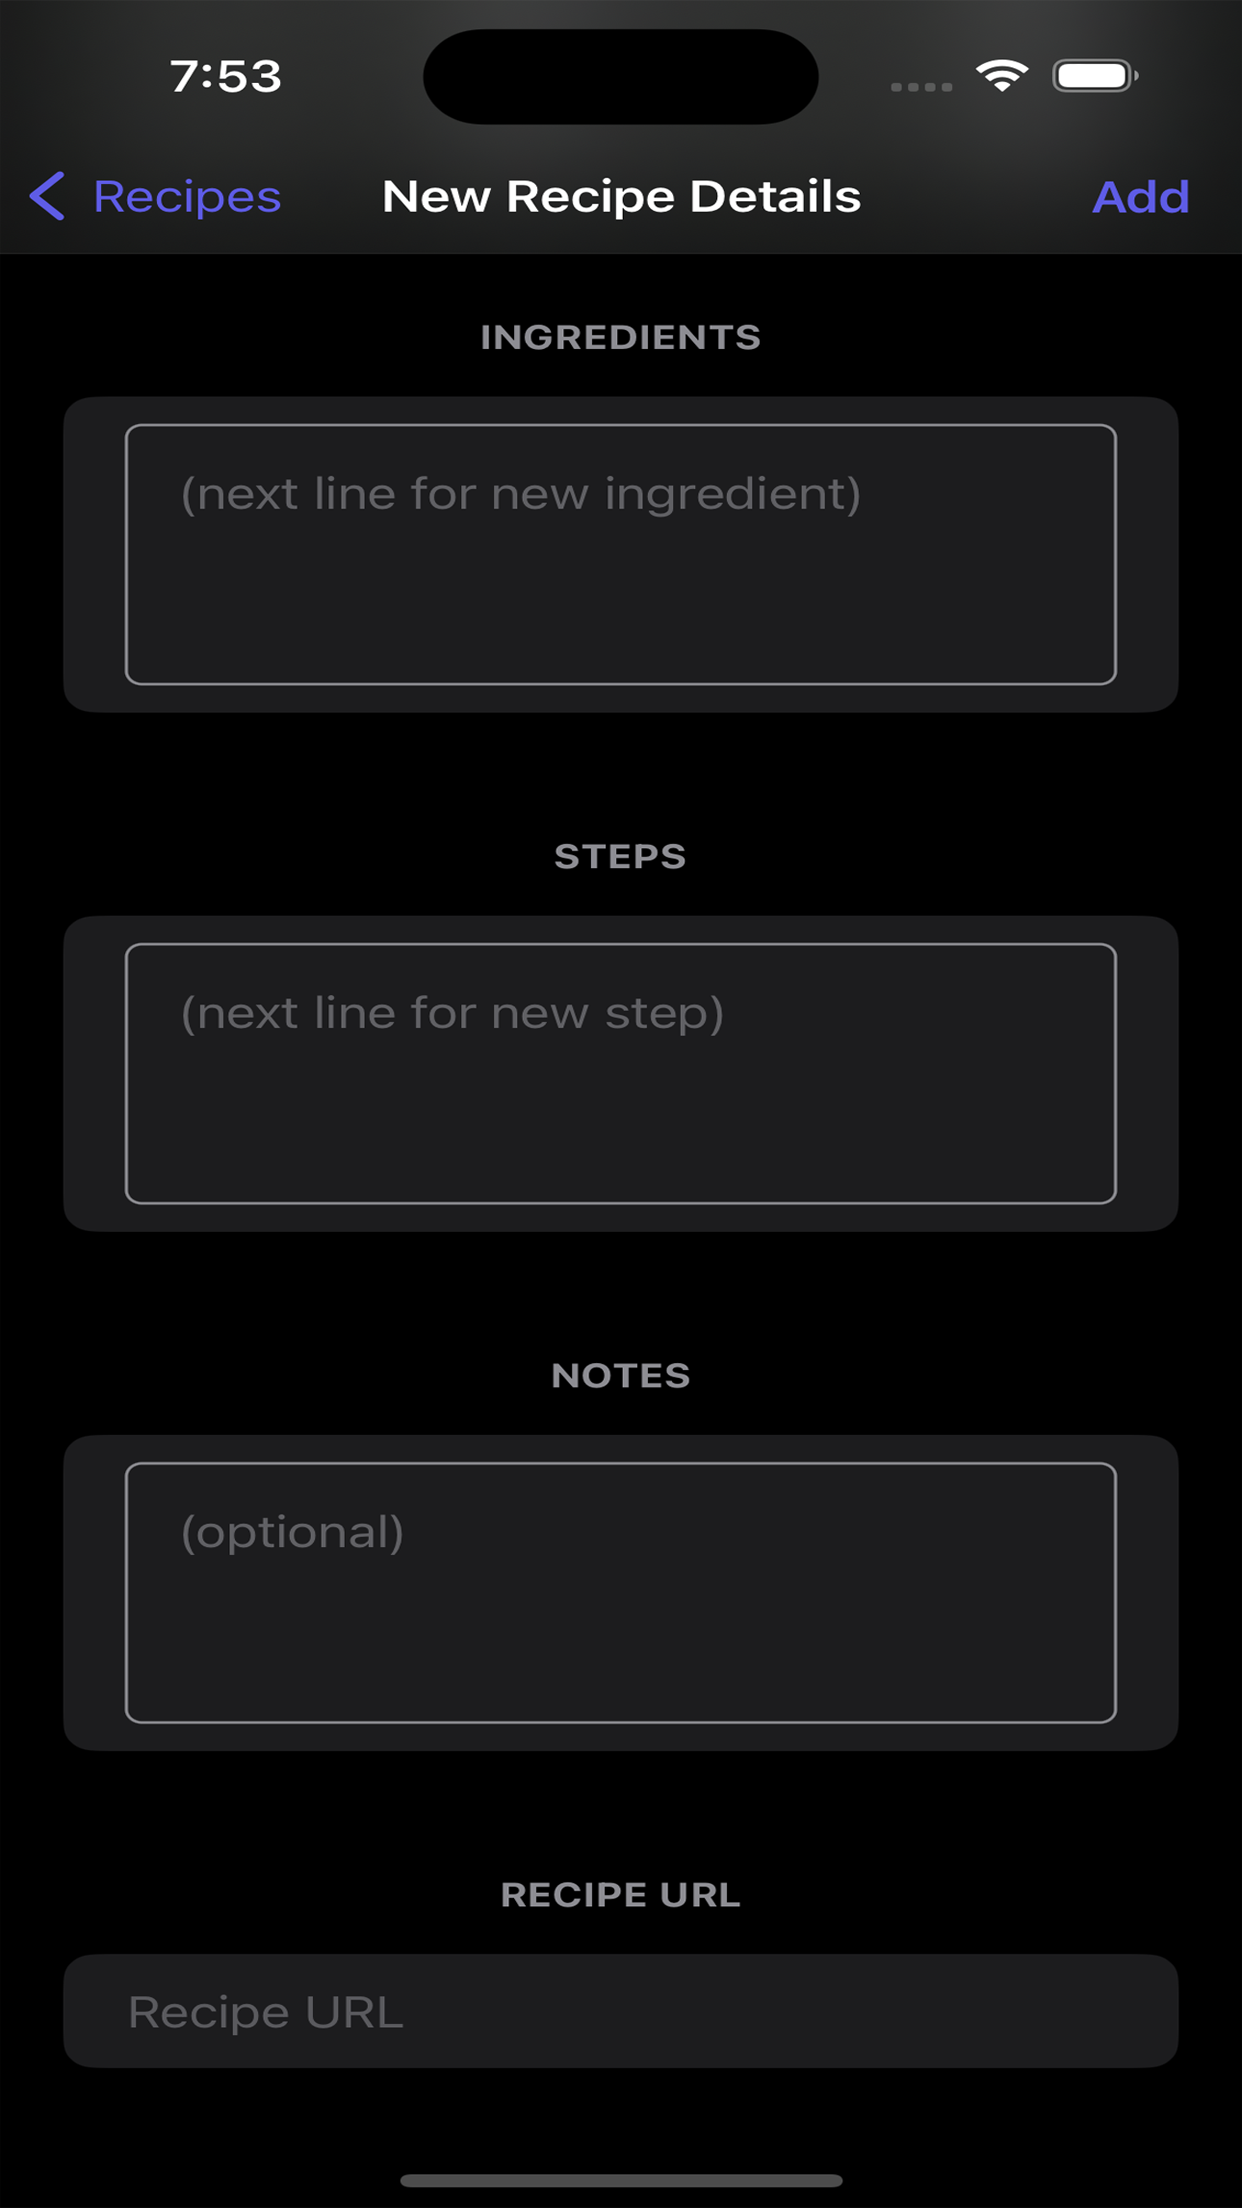 7:53
Recipes
New Recipe Details
Add
INGREDIENTS
(next line for new ingredient)
STEPS
(next line for new step)
NOTES
(optional)
RECIPE URL
Recipe URL